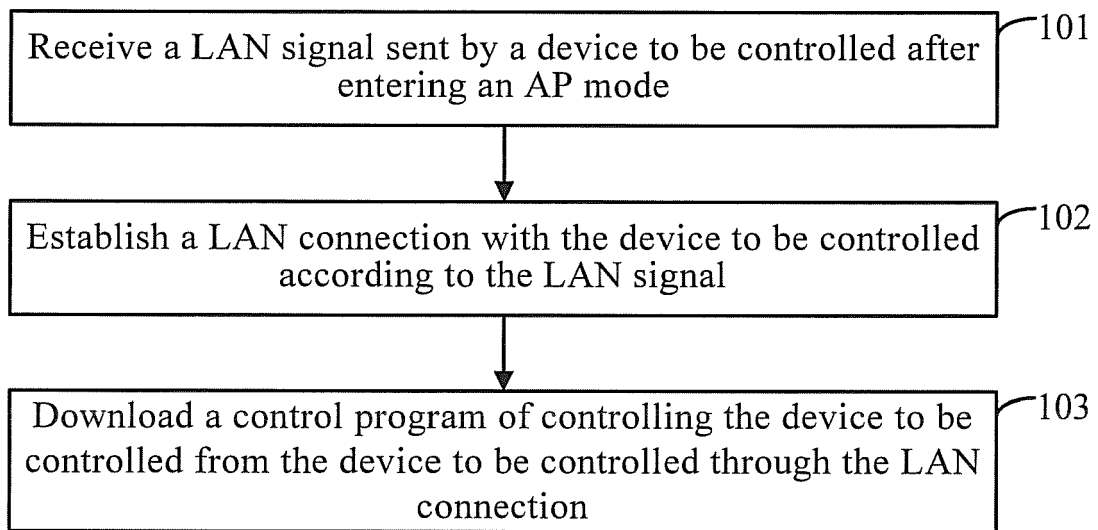 Receive a LAN signal sent by a device to be controlled after
entering an AP mode
101
Establish a LAN connection with the device to be controlled
according to the LAN signal
102
Download a control program of controlling the device to be
controlled from the device to be controlled through the LAN
connection
103